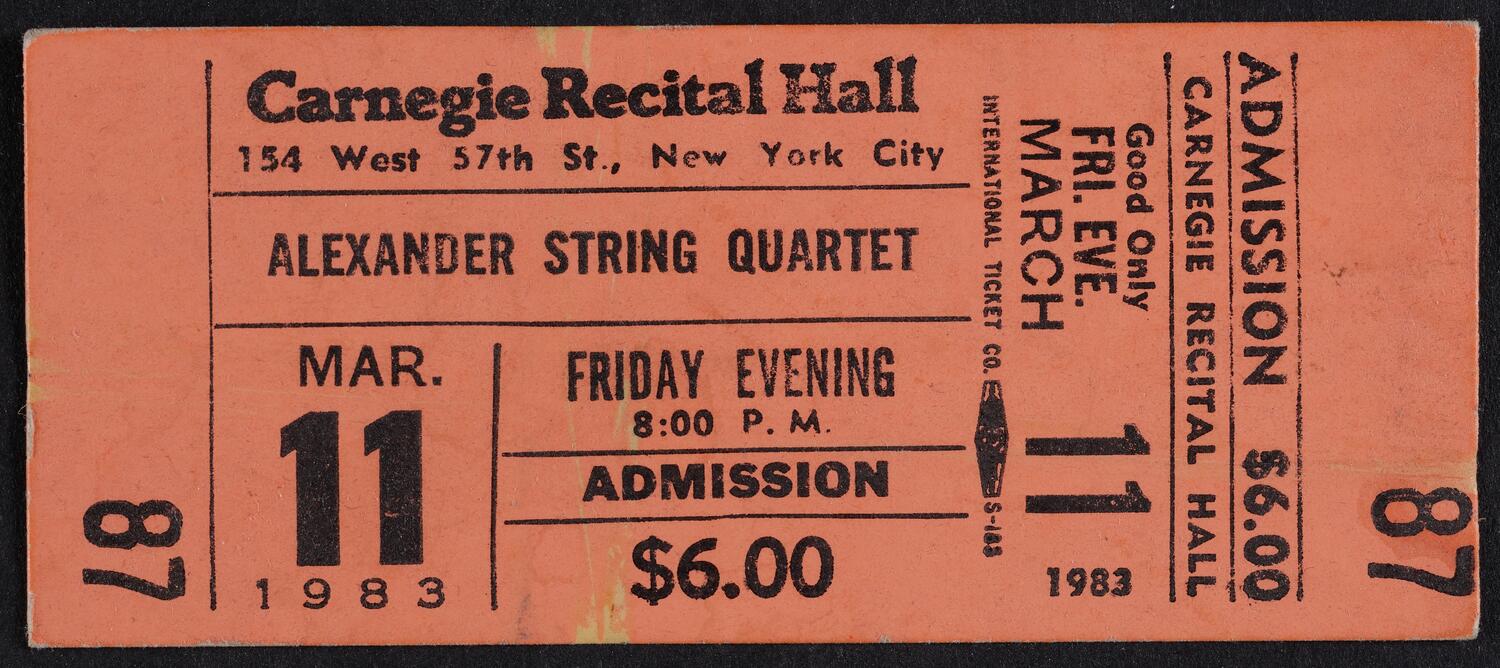 Carnegie Recital Hall
154 West 57th St., New York City
ALEXANDER STRING QUARTET
MAR.
11
1983
FRIDAY EVENING
8:00 P. M.
ADMISSION
$6.00
87
INTERNATIONAL TICKET CO.
S-183
Good Only
FRI. EVE.
MARCH
11
1983
ADMISSION $6.00
CARNEGIE RECITAL HALL
87